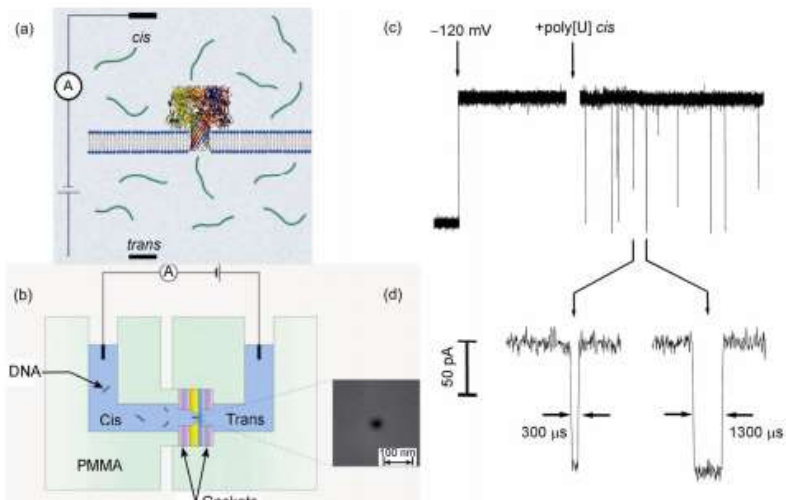 (a)
cis
A
trans
(b)
A
(d)
DNA
Cis
Trans
PMMA
Gaskets
100 nm
(c)
−120 mV
+poly[U] cis
50 pA
300 µs
1300 µs